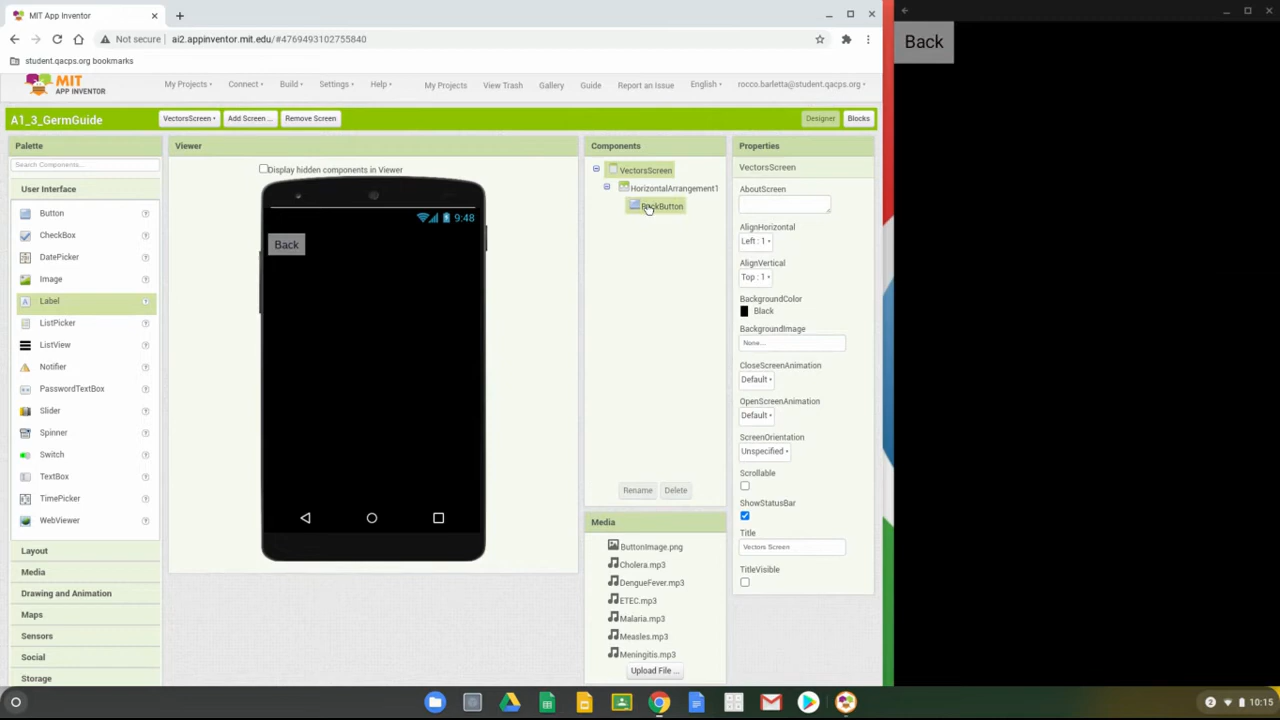 MIT App Inventor
Not secure ai2.appinventor.mit.edu/#4769493102755840
student.qacps.org bookmarks
MIT
APP INVENTOR
My Projects Connect Build Settings Help My Projects View Trash Gallery Guide Report an Issue English rocco.barletta@student.qacps.org
A1_3_GermGuide VectorsScreen Add Screen ... Remove Screen Designer Blocks
Palette
Search Components...
User Interface
Button
CheckBox
DatePicker
Image
Label
ListPicker
ListView
Notifier
PasswordTextBox
Slider
Spinner
Switch
TextBox
TimePicker
WebViewer
Layout
Media
Drawing and Animation
Maps
Sensors
Social
Storage
Viewer
Display hidden components in Viewer
9:48
Back
Components
VectorsScreen
HorizontalArrangement1
BackButton
Rename Delete
Media
ButtonImage.png
Cholera.mp3
DengueFever.mp3
ETEC.mp3
Malaria.mp3
Measles.mp3
Meningitis.mp3
Upload File ...
Properties
VectorsScreen
AboutScreen
AlignHorizontal
Left : 1
AlignVertical
Top : 1
BackgroundColor
Black
BackgroundImage
None...
CloseScreenAnimation
Default
OpenScreenAnimation
Default
ScreenOrientation
Unspecified
Scrollable
ShowStatusBar
Title
Vectors Screen
TitleVisible
Back
2 10:15